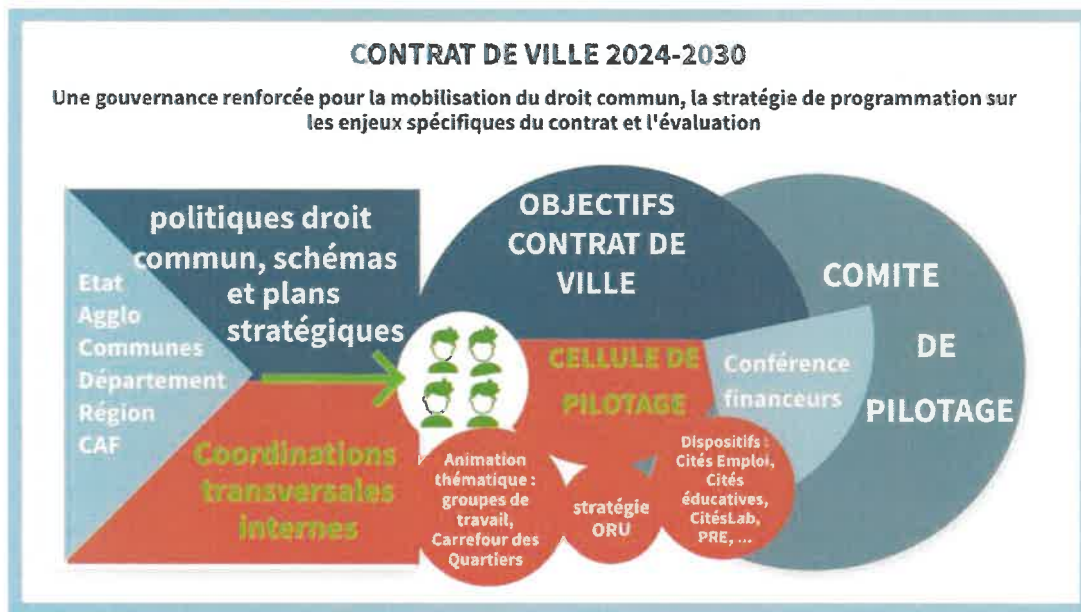 CONTRAT DE VILLE 2024-2030
Une gouvernance renforcée pour la mobilisation du droit commun, la stratégie de programmation sur
les enjeux spécifiques du contrat et l'évaluation
Etat
Agglo
Communes
Département
Région
CAF
politiques droit
commun, schémas
et plans
stratégiques
Coordinations
transversales
internes
OBJECTIFS
CONTRAT DE
VILLE
CELLULE DE
PILOTAGE
Conférence
financeurs
COMITE
DE
PILOTAGE
Animation
thématique :
groupes de
travail,
Carrefour des
Quartiers
stratégie
ORU
Dispositifs :
Cités Emploi,
Cités
éducatives,
CitésLab,
PRE, ...